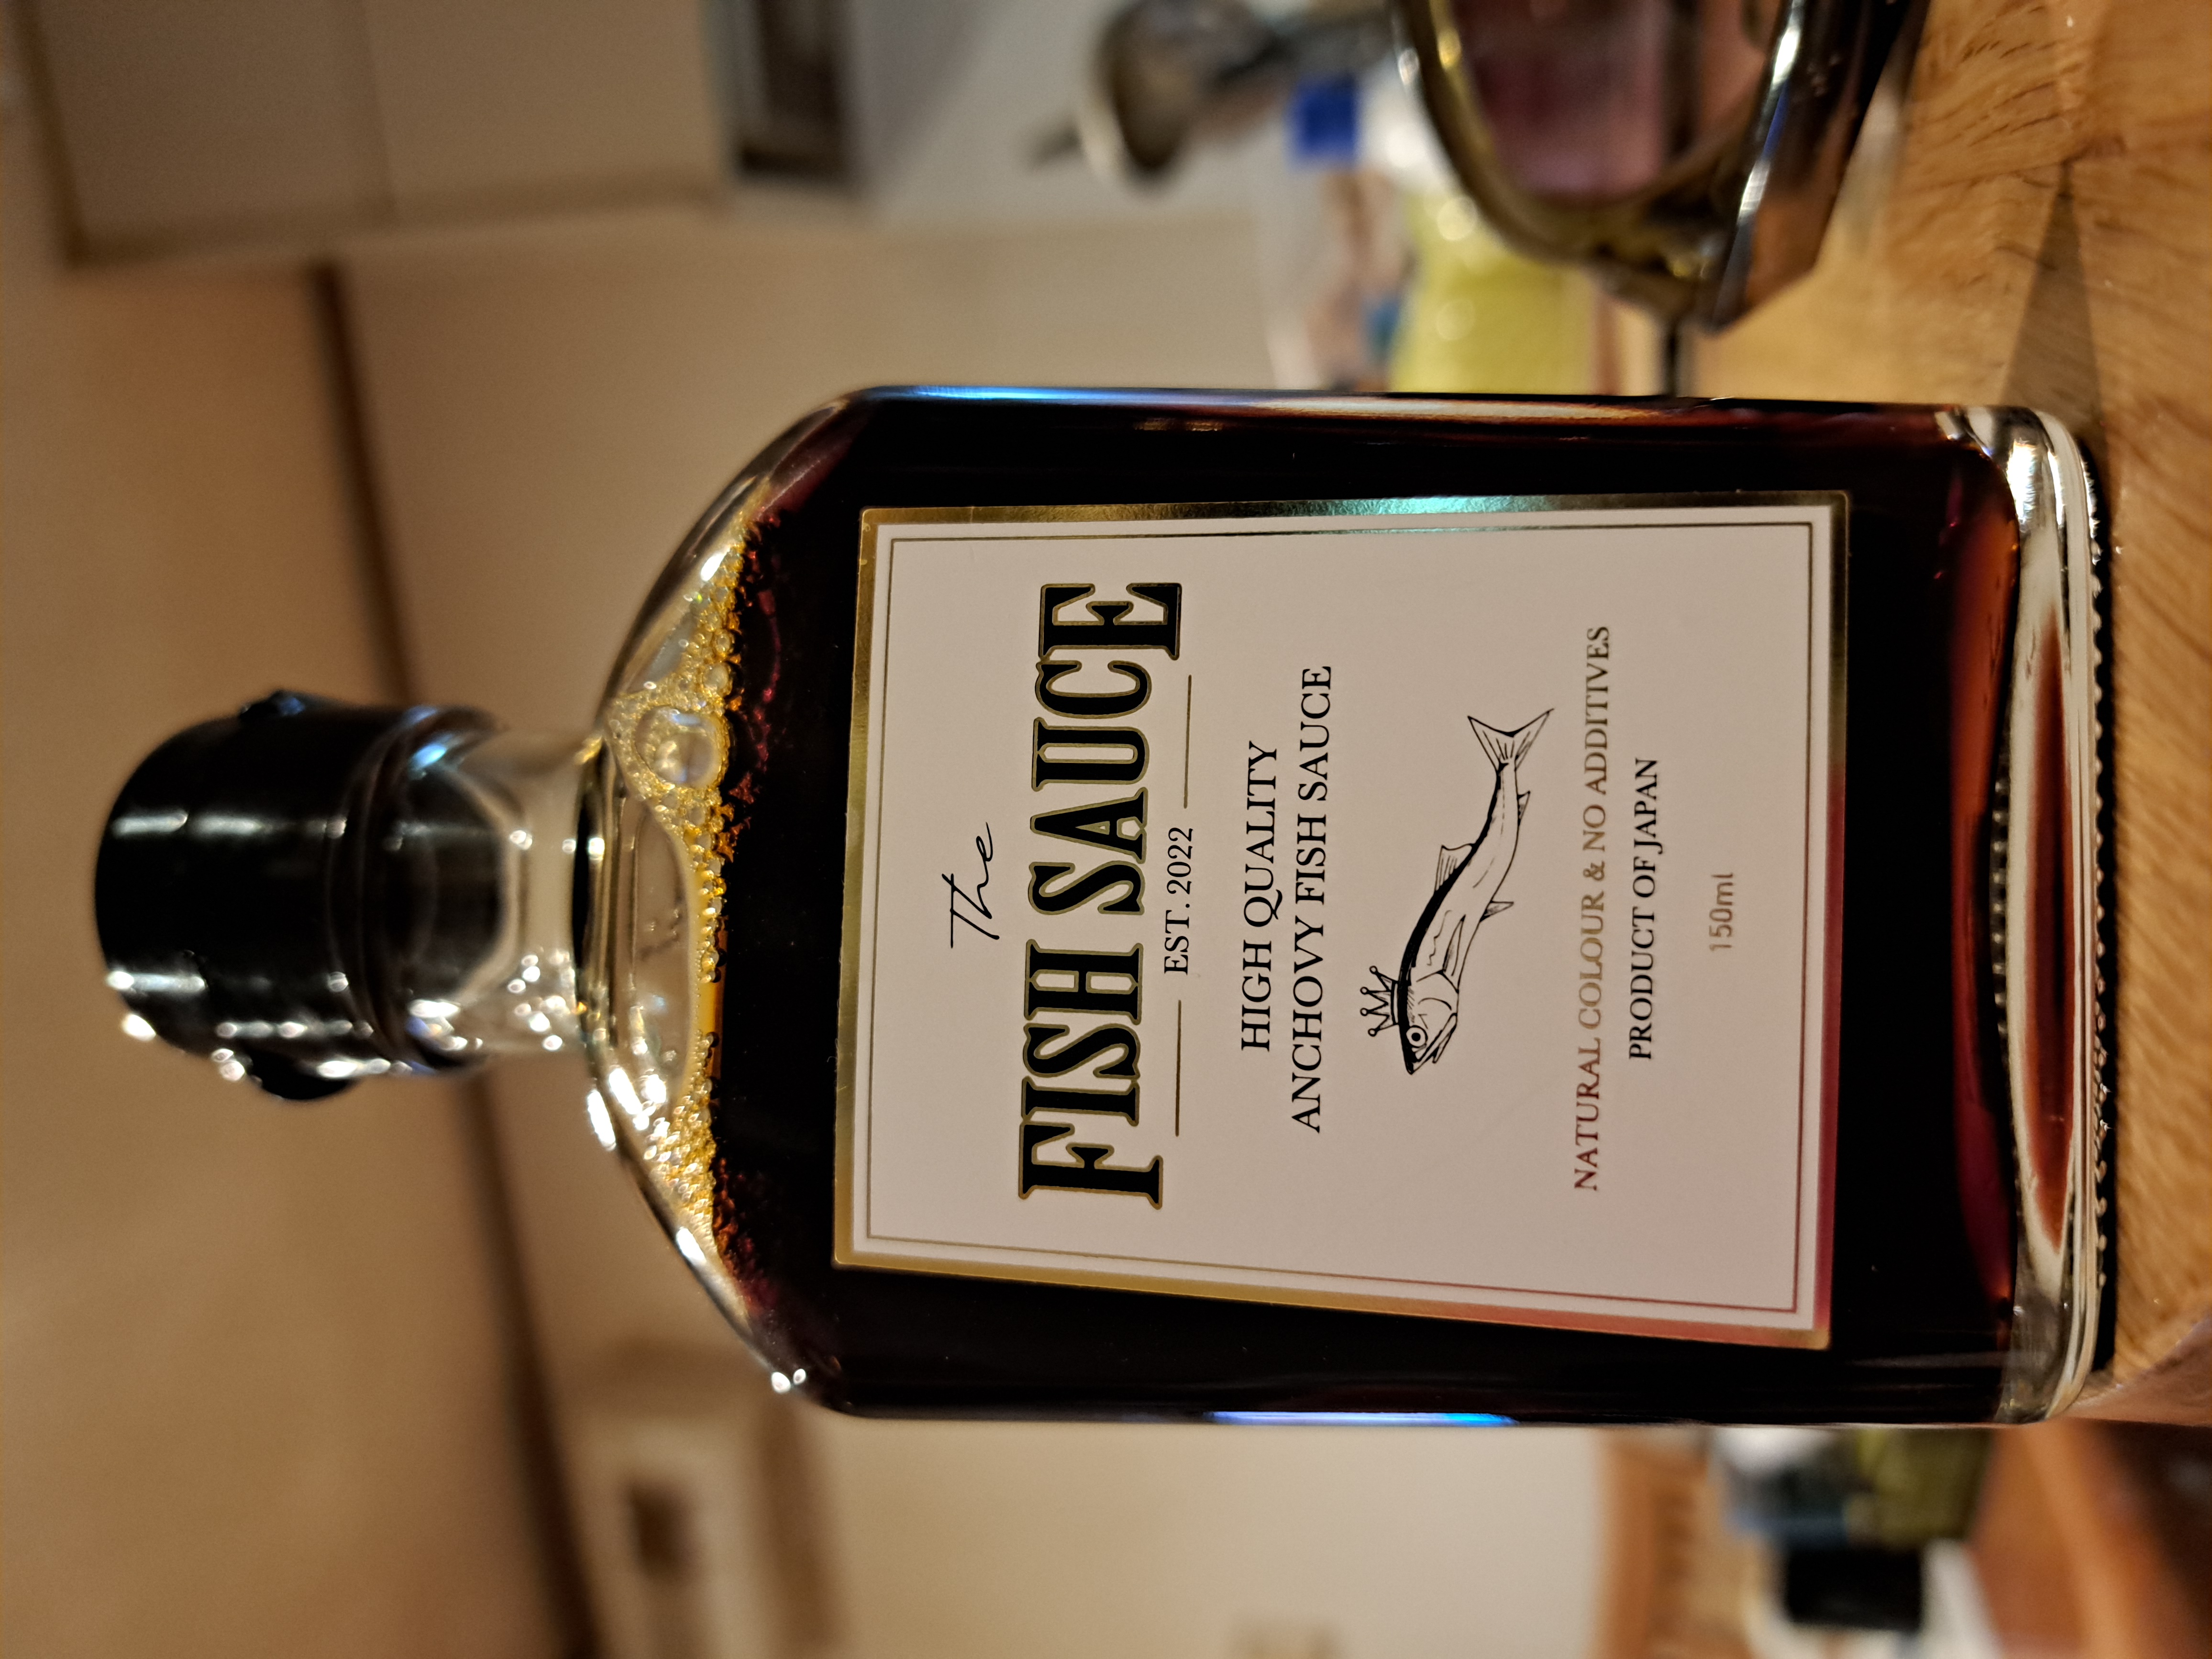 The
FISH SAUCE
EST. 2022
HIGH QUALITY
ANCHOVY FISH SAUCE
NATURAL COLOUR & NO ADDITIVES
PRODUCT OF JAPAN
150ml